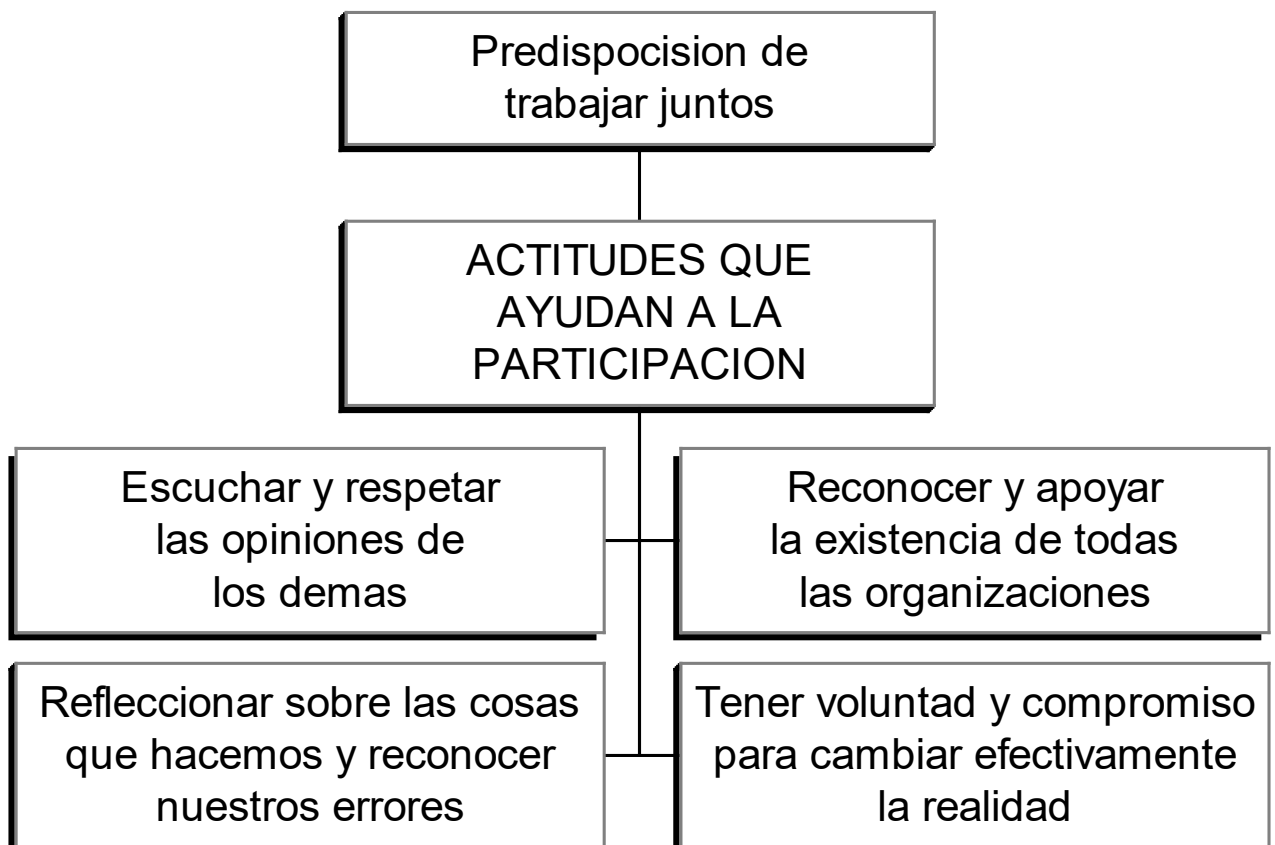 Predispocision de
trabajar juntos
ACTITUDES QUE
AYUDAN A LA
PARTICIPACION
Escuchar y respetar
las opiniones de
los demas
Reconocer y apoyar
la existencia de todas
las organizaciones
Refleccionar sobre las cosas
que hacemos y reconocer
nuestros errores
Tener voluntad y compromiso
para cambiar efectivamente
la realidad